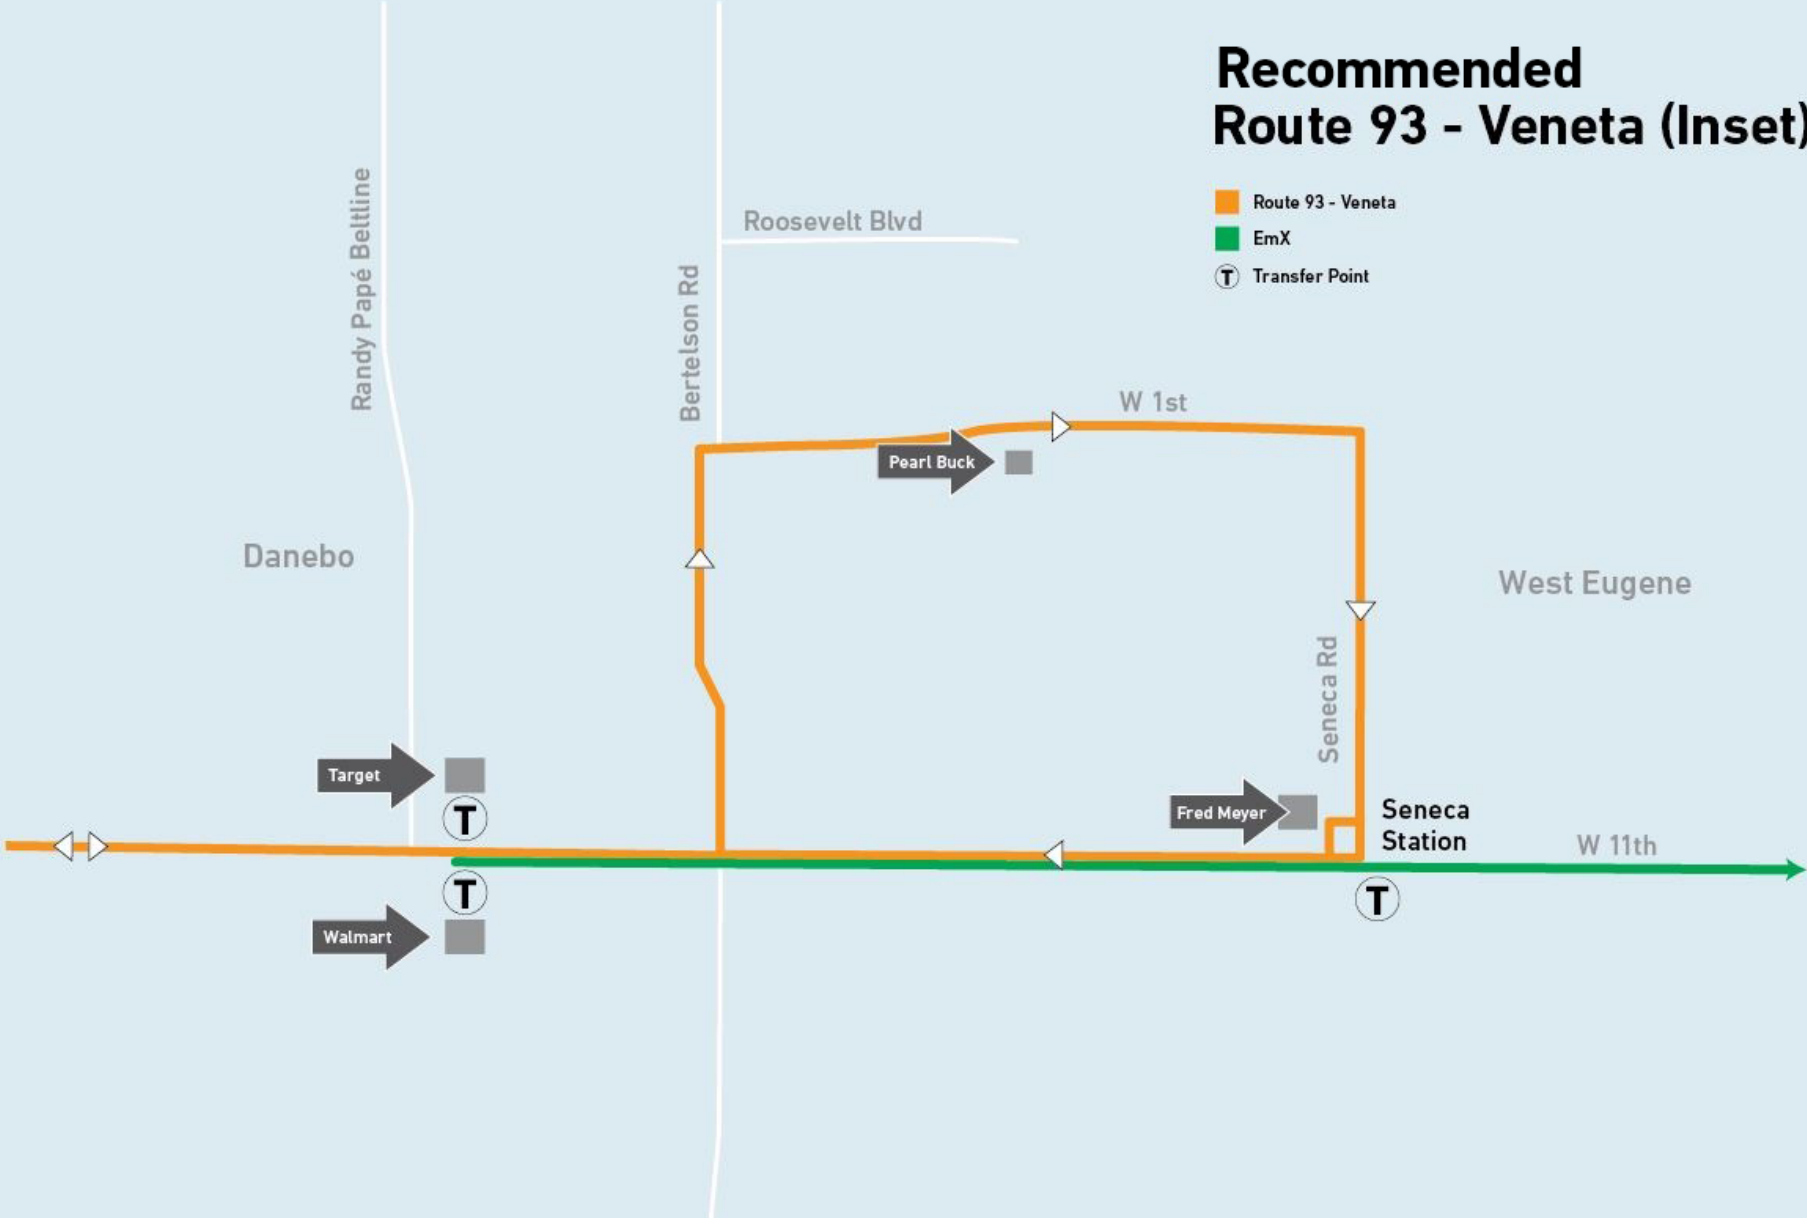 Recommended
Route 93 - Veneta (Inset)
Route 93 - Veneta
EmX
T Transfer Point
Randy Papé Beltline
Bertelson Rd
Roosevelt Blvd
W 1st
Pearl Buck
Danebo
West Eugene
Seneca Rd
Target
T
Fred Meyer
Seneca
Station
W 11th
T
T
Walmart